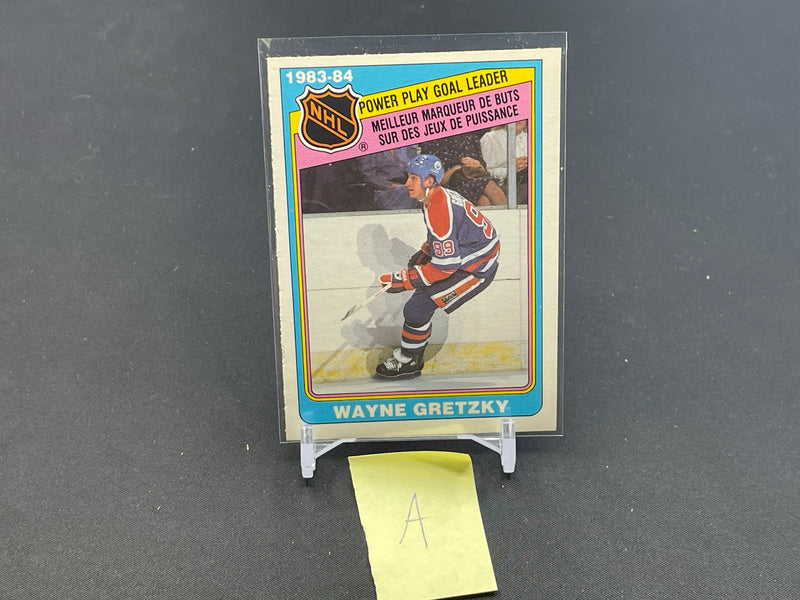 1983-84
NHL
®
POWER PLAY GOAL LEADER
MEILLEUR MARQUEUR DE BUTS
SUR DES JEUX DE PUISSANCE
99
99
WAYNE GRETZKY
A